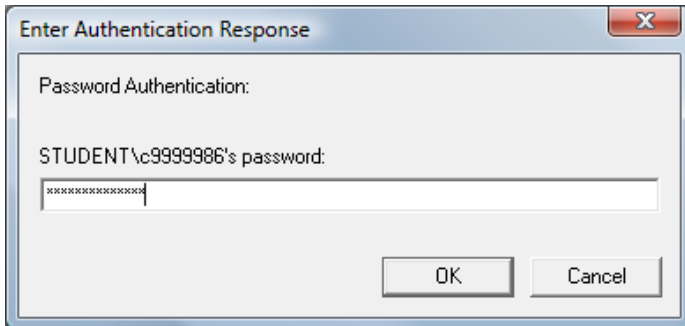 Enter Authentication Response
Password Authentication:
STUDENT\c9999986's password:
**************
OK Cancel